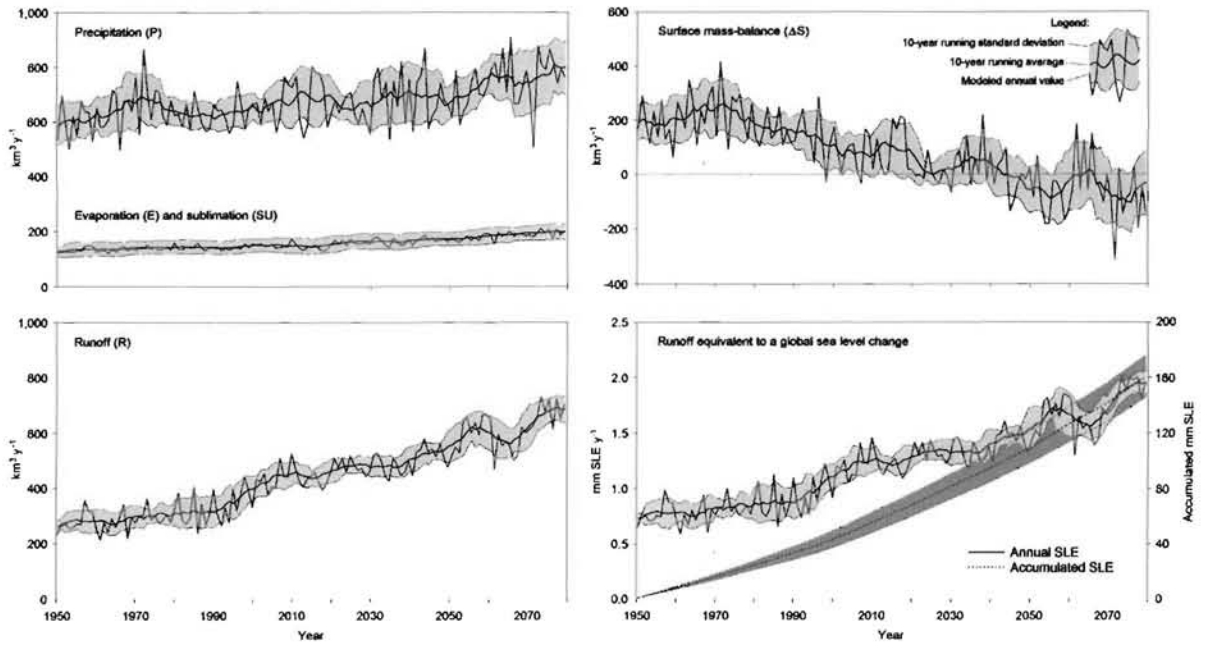 1,000
800
600
400
200
0
km³ y⁻¹
Precipitation (P)
Evaporation (E) and sublimation (SU)
600
400
200
0
-200
-400
km³ y⁻¹
Surface mass-balance (ΔS)
Legend:
10-year running standard deviation
10-year running average
Modeled annual value
1,000
800
600
400
200
0
km³ y⁻¹
Runoff (R)
1950
1970
1990
2010
2030
2050
2070
Year
2.5
2.0
1.5
1.0
0.5
0.0
mm SLE y⁻¹
Runoff equivalent to a global sea level change
200
160
120
80
40
0
Accumulated mm SLE
Annual SLE
Accumulated SLE
1950
1970
1990
2010
2030
2050
2070
Year